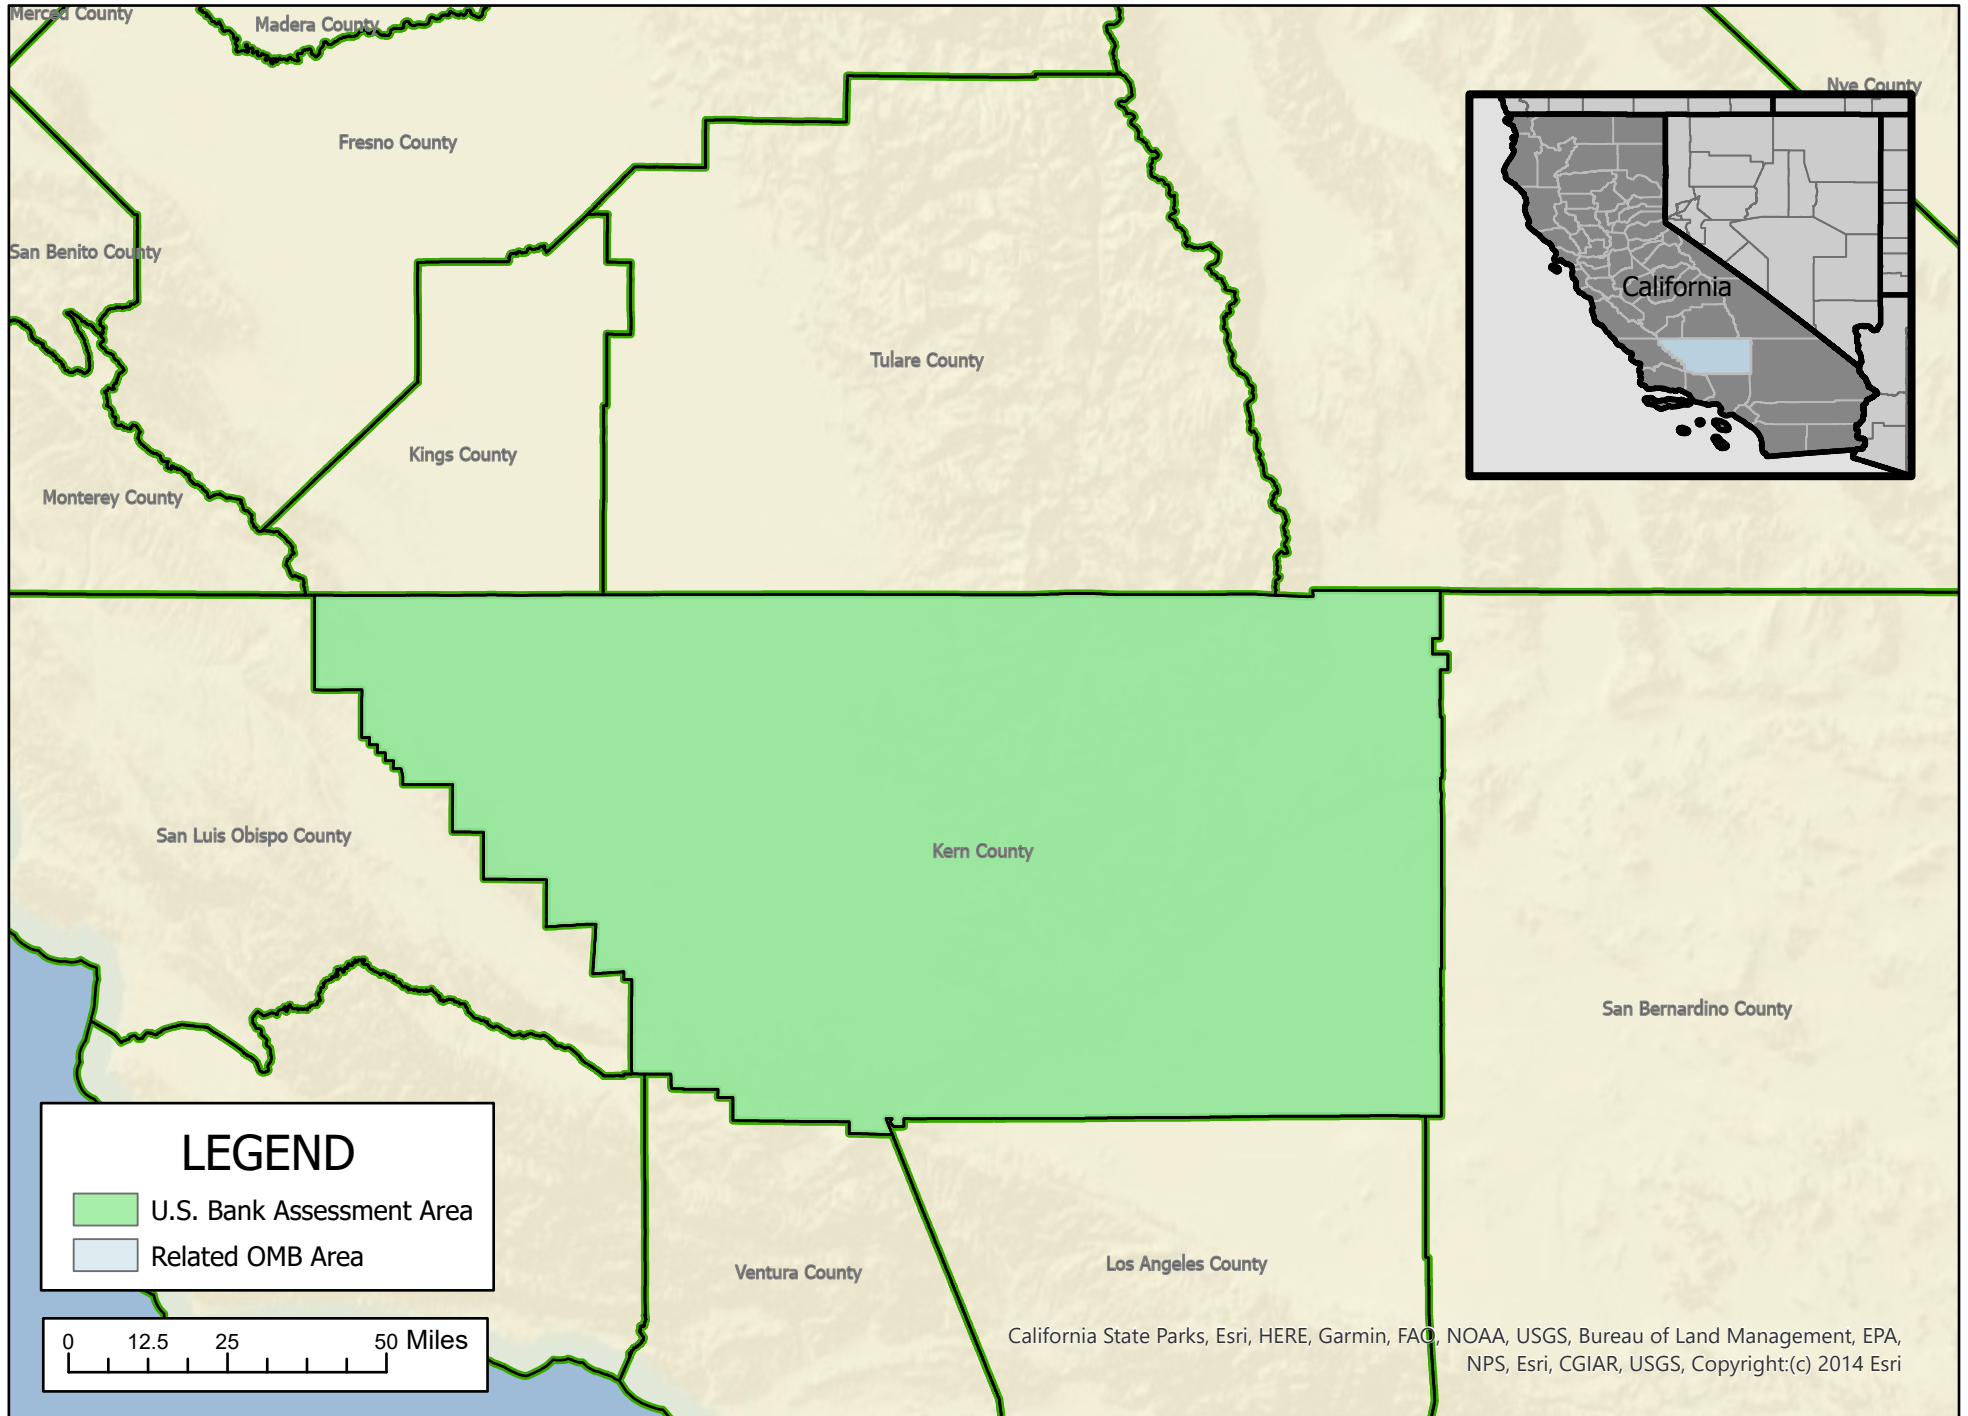 Merced County
Madera County
Nye County
Fresno County
San Benito County
California
Tulare County
Kings County
Monterey County
San Luis Obispo County
Kern County
San Bernardino County
LEGEND
U.S. Bank Assessment Area
Related OMB Area
Ventura County
Los Angeles County
0 12.5 25 50 Miles
California State Parks, Esri, HERE, Garmin, FAO, NOAA, USGS, Bureau of Land Management, EPA,
NPS, Esri, CGIAR, USGS, Copyright:(c) 2014 Esri